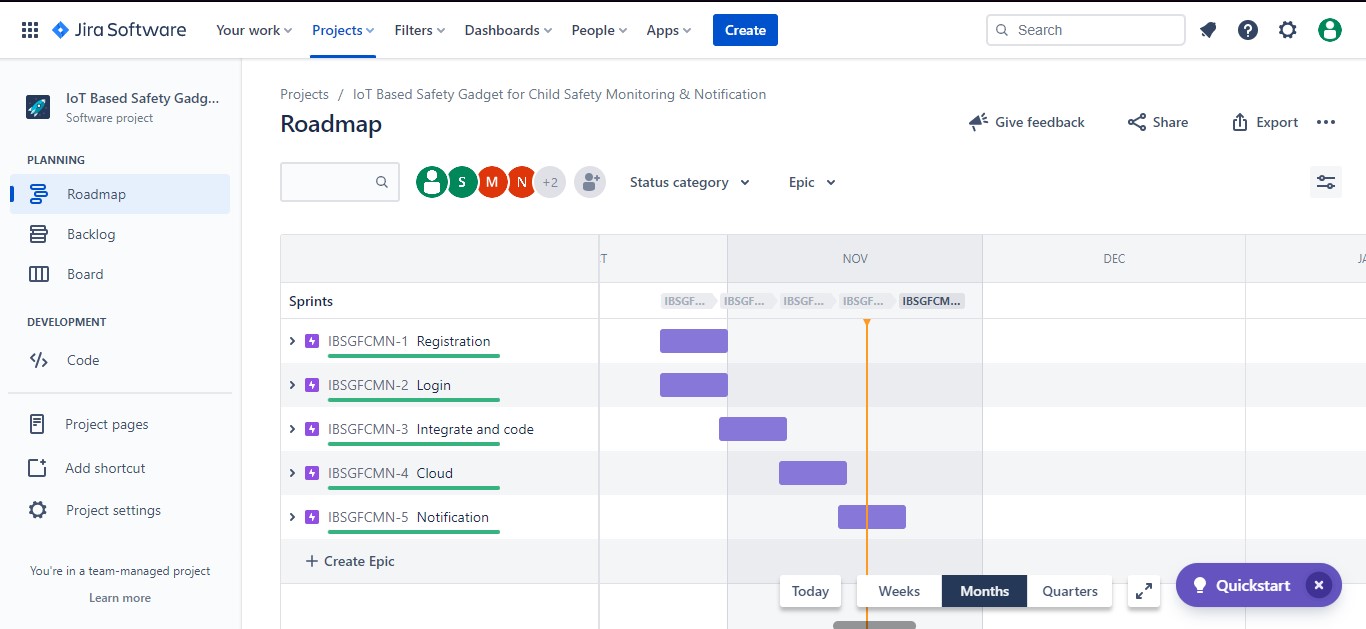 Jira Software Your work Projects Filters Dashboards People Apps Create Search
IoT Based Safety Gadg...
Software project
PLANNING
Roadmap
Backlog
Board
DEVELOPMENT
Code
Project pages
Add shortcut
Project settings
You're in a team-managed project
Learn more
Projects / IoT Based Safety Gadget for Child Safety Monitoring & Notification
Roadmap
Give feedback Share Export
S M N +2 Status category Epic
T NOV DEC JA
Sprints IBSGF... IBSGF... IBSGF... IBSGF... IBSGFCM...
IBSGFCMN-1 Registration
IBSGFCMN-2 Login
IBSGFCMN-3 Integrate and code
IBSGFCMN-4 Cloud
IBSGFCMN-5 Notification
+ Create Epic
Today Weeks Months Quarters
Quickstart